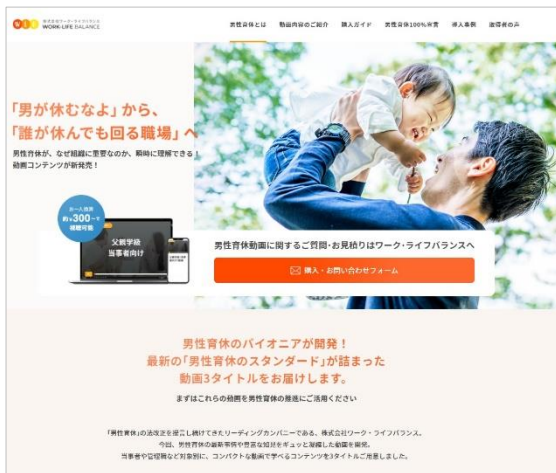 株式会社ワーク・ライフバランス
WORK-LIFE BALANCE
男性育休とは 動画内容のご紹介 購入ガイド 男性育休100%宣言 導入事例 指導者の声
「男が休むなよ」から、
「誰が休んでも回る職場」へ
男性育休が、なぜ組織に重要なのか、瞬時に理解できる!
動画コンテンツが新発売!
お一人当たり
約¥300〜で
視聴可能
父親学級
当事者向け
男性育休動画に関するご質問・お見積りはワーク・ライフバランスへ
購入・お問い合わせフォーム
男性育休のパイオニアが開発!
最新の「男性育休のスタンダード」が詰まった
動画3タイトルをお届けします。
まずはこれらの動画を男性育休の推進にご活用ください
「男性育休」の法改正を提言し続けてきたリーディングカンパニーである、株式会社ワーク・ライフバランス。
今回、男性育休の最新事情や豊富な知見をギュッと凝縮した動画を開発。
当事者や管理職など対象別に、コンパクトな動画で学べるコンテンツを3タイトルご用意しました。